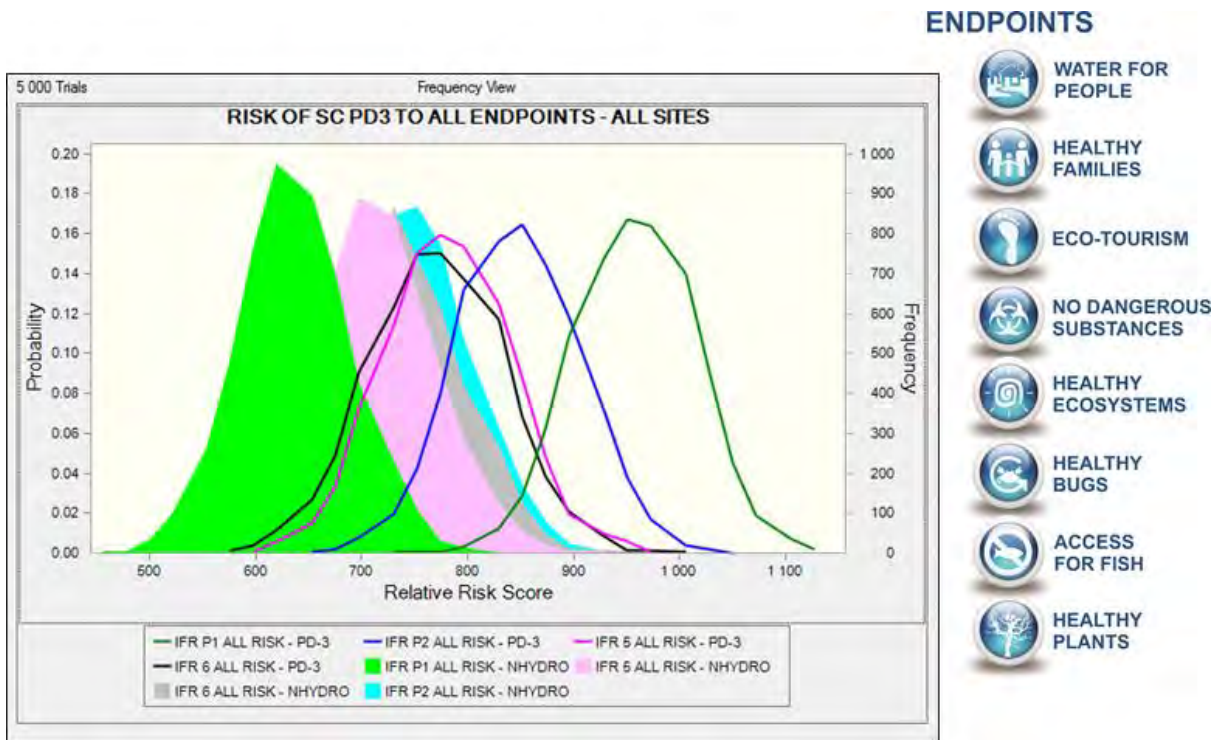 ENDPOINTS
5 000 Trials
Frequency View
RISK OF SC PD3 TO ALL ENDPOINTS - ALL SITES
0.20
0.18
0.16
0.14
0.12
0.10
0.08
0.06
0.04
0.02
0.00
Probability
1 000
900
800
700
600
500
400
300
200
100
0
Frequency
500
600
700
800
900
1 000
1 100
Relative Risk Score
IFR P1 ALL RISK - PD-3
IFR P2 ALL RISK - PD-3
IFR 5 ALL RISK - PD-3
IFR 6 ALL RISK - PD-3
IFR P1 ALL RISK - NHYDRO
IFR 5 ALL RISK - NHYDRO
IFR 6 ALL RISK - NHYDRO
IFR P2 ALL RISK - NHYDRO
WATER FOR
PEOPLE
HEALTHY
FAMILIES
ECO-TOURISM
NO DANGEROUS
SUBSTANCES
HEALTHY
ECOSYSTEMS
HEALTHY
BUGS
ACCESS
FOR FISH
HEALTHY
PLANTS